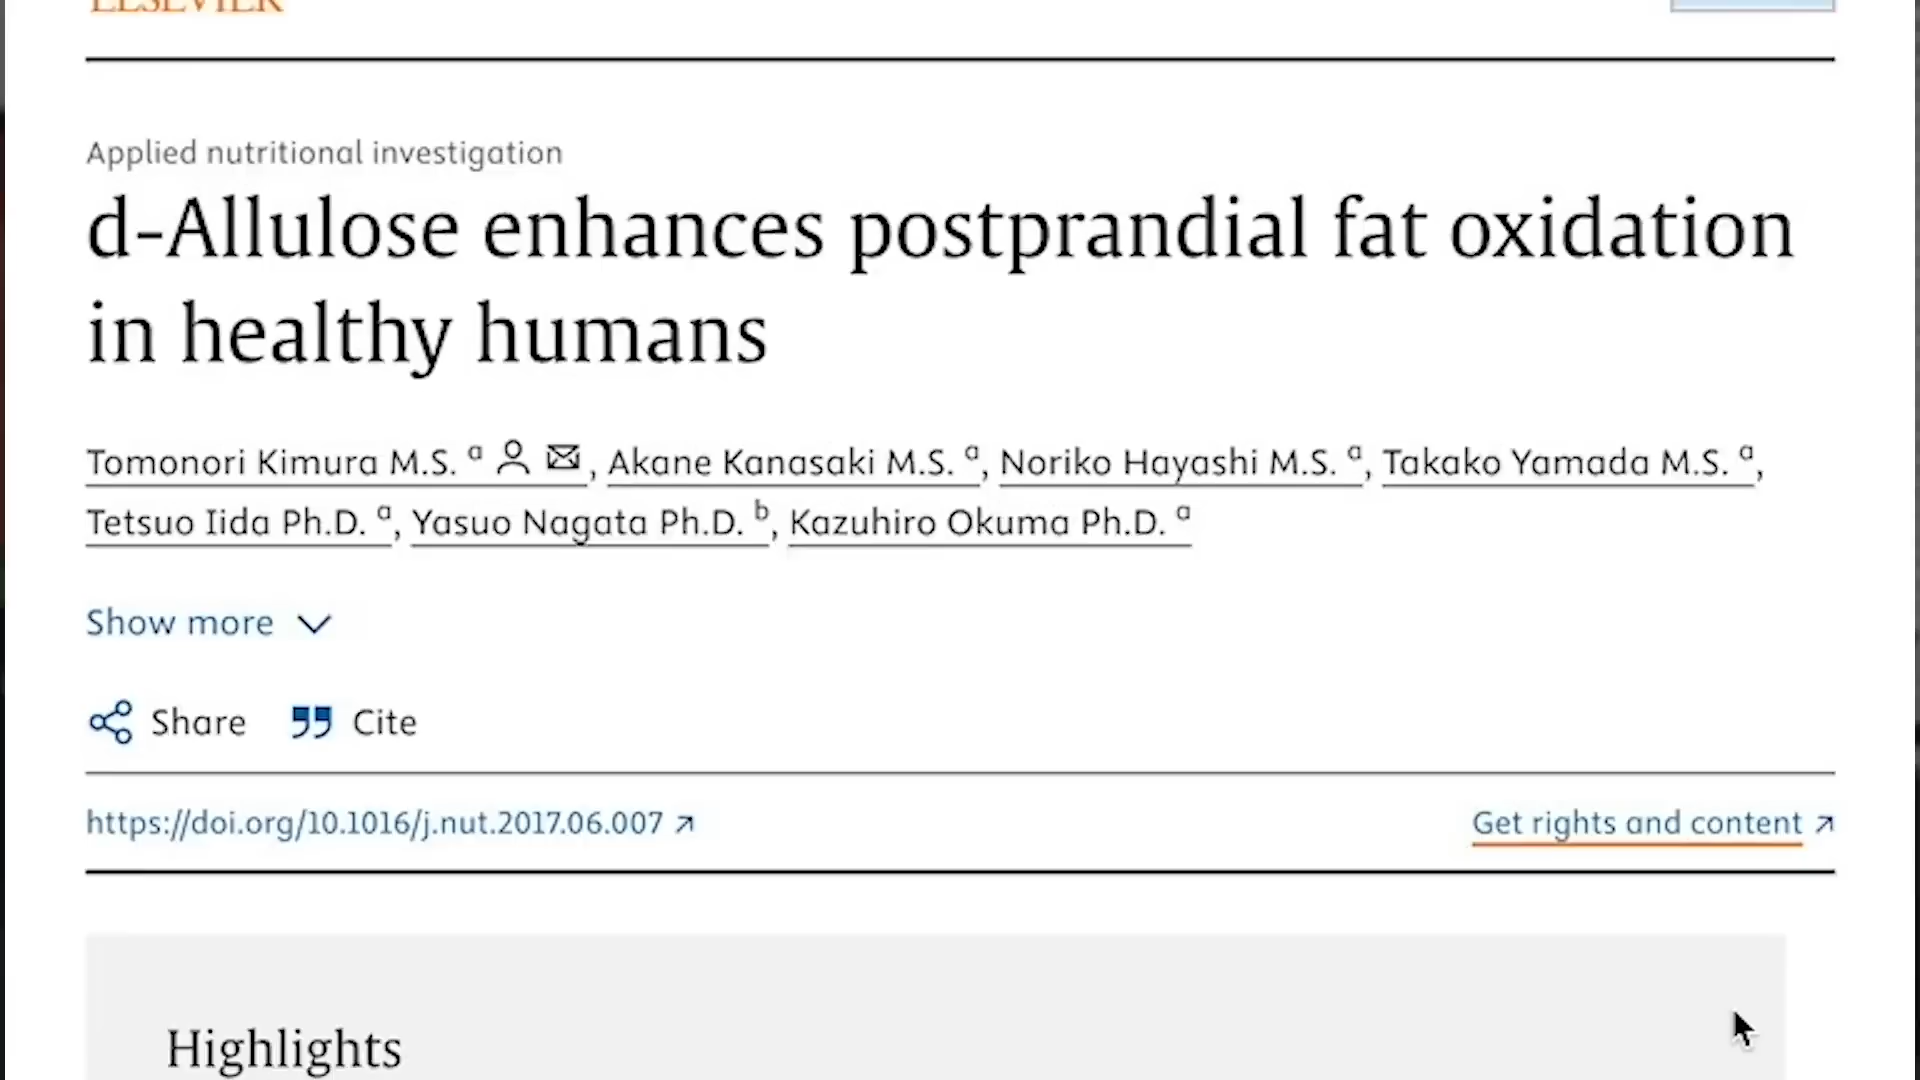 ELSEVIER
Applied nutritional investigation
d-Allulose enhances postprandial fat oxidation
in healthy humans
Tomonori Kimura M.S. a, Akane Kanasaki M.S. a, Noriko Hayashi M.S. a, Takako Yamada M.S. a,
Tetsuo Iida Ph.D. a, Yasuo Nagata Ph.D. b, Kazuhiro Okuma Ph.D. a
Show more
Share Cite
https://doi.org/10.1016/j.nut.2017.06.007 Get rights and content
Highlights